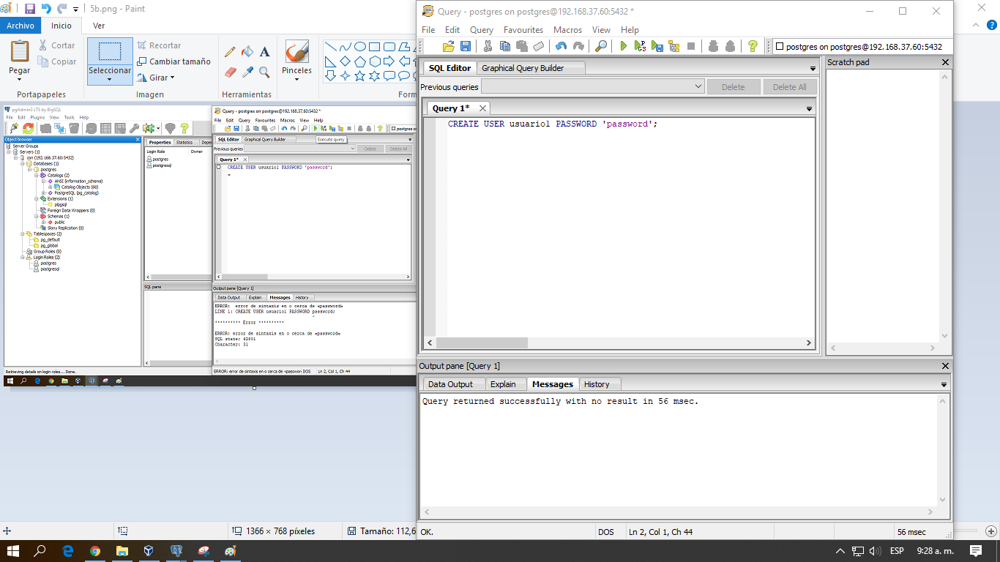 5b.png - Paint
Archivo Inicio Ver
Pegar
Cortar
Copiar
Portapapeles
Seleccionar
Recortar
Cambiar tamaño
Girar
Imagen
Herramientas
Pinceles
Form
pgAdmin3 LTS by BigSQL
File Edit Plugins View Tools Help
Object browser
Server Groups
Servers (1)
con (192.168.37.60:5432)
Databases (1)
postgres
Catalogs (2)
ANSI (information_schema)
Catalog Objects (66)
PostgreSQL (pg_catalog)
Extensions (1)
plpgsql
Foreign Data Wrappers (0)
Schemas (1)
public
Slony Replication (0)
Tablespaces (2)
pg_default
pg_global
Group Roles (0)
Login Roles (2)
postgres
postgresql
Properties Statistics Depe
Login Role Owner
postgres
postgresql
SQL pane
Retrieving details on login roles... Done.
Query - postgres on postgres@192.168.37.60:5432 *
File Edit Query Favourites Macros View Help
postgres o
SQL Editor Graphical Query Builder
Execute query
Previous queries Delete Delete All
Query 1*
CREATE USER usuario1 PASSWORD 'password';
Output pane [Query 1]
Data Output Explain Messages History
ERROR: error de sintaxis en o cerca de «password»
LINE 1: CREATE USER usuario1 PASSWORD password;
^
********** Error **********
ERROR: error de sintaxis en o cerca de «password»
SQL state: 42601
Character: 31
ERROR: error de sintaxis en o cerca de «passwor DOS Ln 2, Col 1, Ch 44
1366 × 768 píxeles
Tamaño: 112,6
Query - postgres on postgres@192.168.37.60:5432 *
File Edit Query Favourites Macros View Help
postgres on postgres@192.168.37.60:5432
SQL Editor Graphical Query Builder
Previous queries Delete Delete All
Query 1*
CREATE USER usuario1 PASSWORD 'password';
Scratch pad
Output pane [Query 1]
Data Output Explain Messages History
Query returned successfully with no result in 56 msec.
OK. DOS Ln 2, Col 1, Ch 44 56 msec
ESP 9:28 a. m.